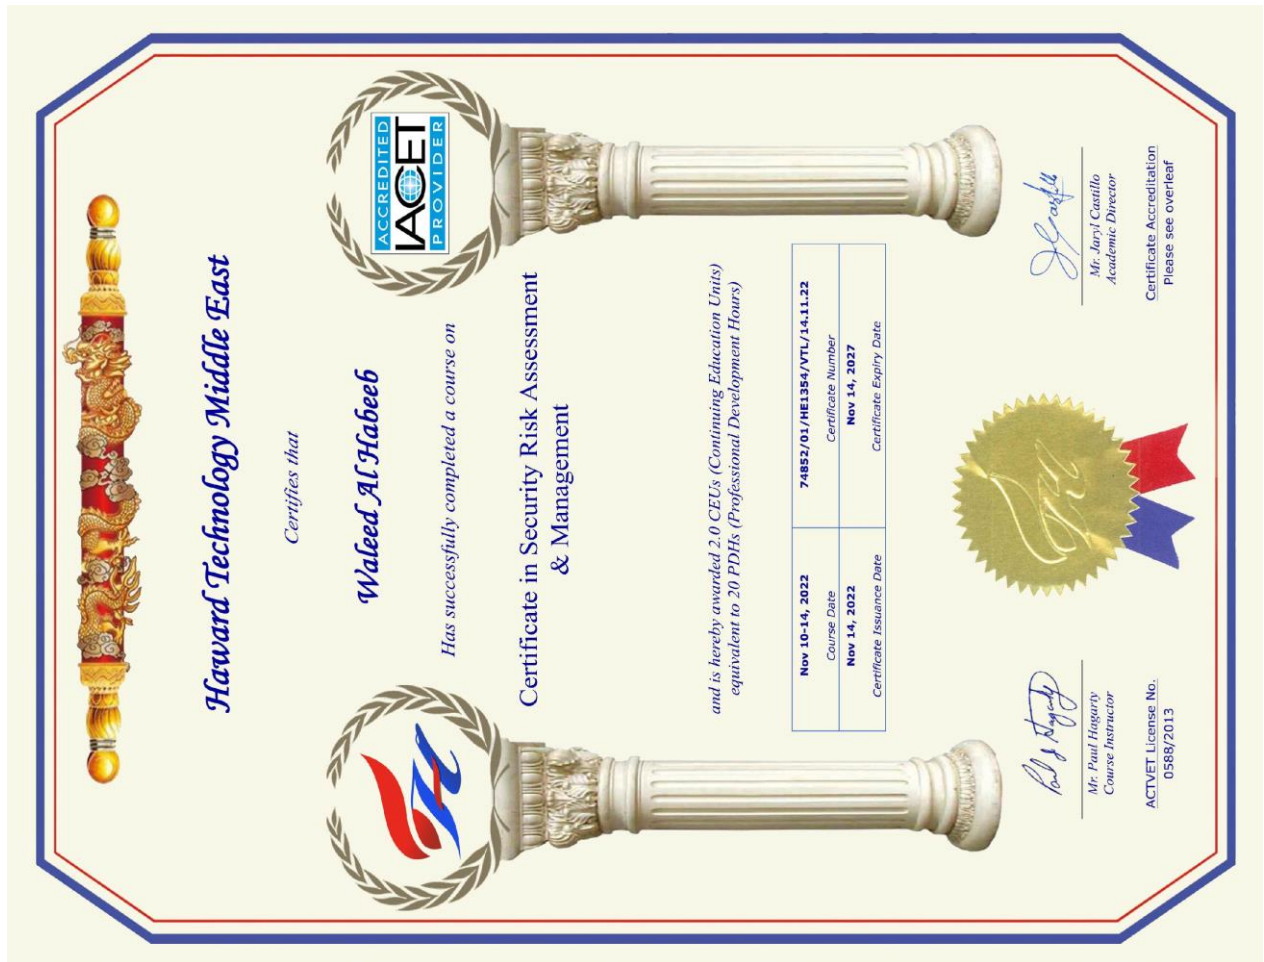 Haward Technology Middle East
Certifies that
ACCREDITED
IACET
PROVIDER
Waleed Al Habeeb
Has successfully completed a course on
Certificate in Security Risk Assessment
& Management
and is hereby awarded 2.0 CEUs (Continuing Education Units)
equivalent to 20 PDHs (Professional Development Hours)
Nov 10-14, 2022
Course Date
74852/01/HE1354/VTL/14.11.22
Certificate Number
Nov 14, 2022
Certificate Issuance Date
Nov 14, 2027
Certificate Expiry Date
Paul J Hagarty
Mr. Paul Hagarty
Course Instructor
Mr. Jaryl Castillo
Academic Director
ACTVET License No.
0588/2013
Certificate Accreditation
Please see overleaf